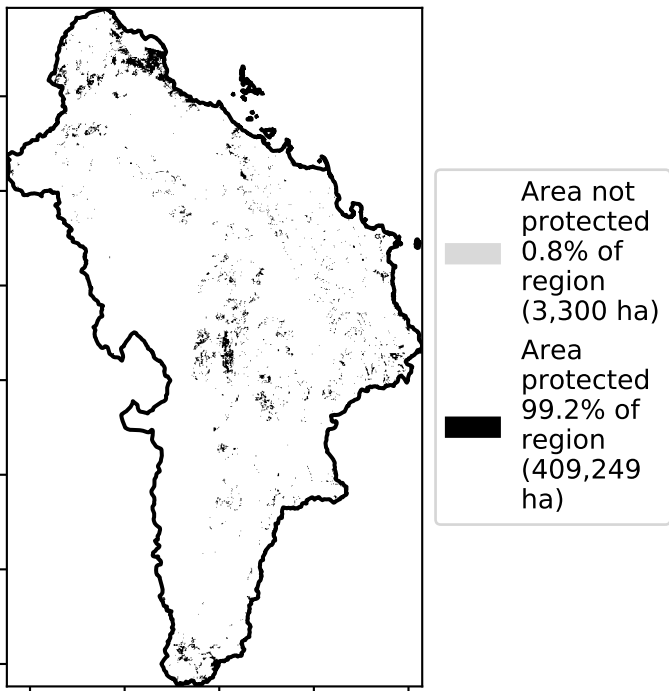 Area not
protected
0.8% of
region
(3,300 ha)
Area
protected
99.2% of
region
(409,249
ha)